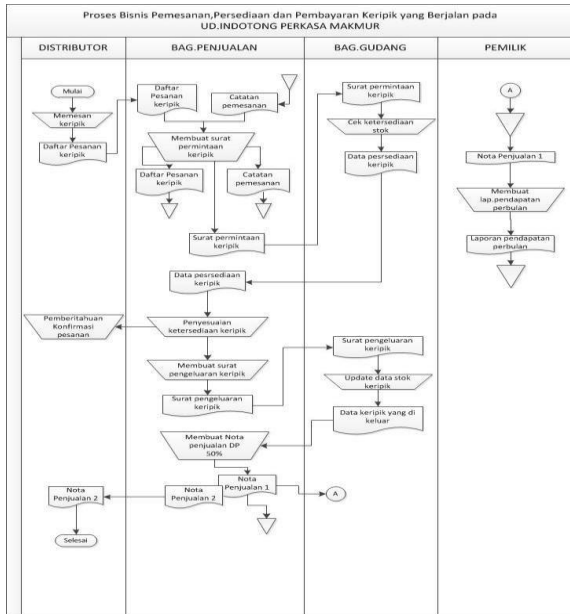 Proses Bisnis Pemesanan,Persediaan dan Pembayaran Keripik yang Berjalan pada
UD.INDOTONG PERKASA MAKMUR
DISTRIBUTOR
BAG.PENJUALAN
BAG.GUDANG
PEMILIK
Mulai
Memesan
keripik
Daftar Pesanan
keripik
Daftar
Pesanan
keripik
Catatan
pemesanan
Membuat surat
permintaan
keripik
Daftar Pesanan
keripik
Catatan
pemesanan
Surat permintaan
keripik
Surat permintaan
keripik
Cek ketersediaan
stok
Data pesrsediaan
keripik
Data pesrsediaan
keripik
Penyesuaian
ketersediaan keripik
Pemberitahuan
Konfirmasi
pesanan
Membuat surat
pengeluaran keripik
Surat pengeluaran
keripik
Surat pengeluaran
keripik
Update data stok
keripik
Data keripik yang di
keluar
Membuat Nota
penjualan DP
50%
Nota
Penjualan 1
Nota
Penjualan 2
A
Nota
Penjualan 2
Selesai
A
Nota Penjualan 1
Membuat
lap.pendapatan
perbulan
Laporan pendapatan
perbulan